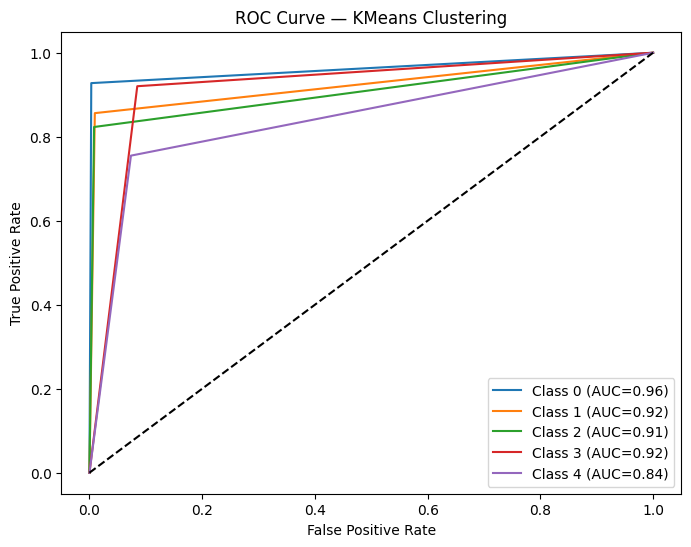 ROC Curve — KMeans Clustering
1.0
0.8
0.6
0.4
0.2
0.0
True Positive Rate
0.0 0.2 0.4 0.6 0.8 1.0
False Positive Rate
Class 0 (AUC=0.96)
Class 1 (AUC=0.92)
Class 2 (AUC=0.91)
Class 3 (AUC=0.92)
Class 4 (AUC=0.84)